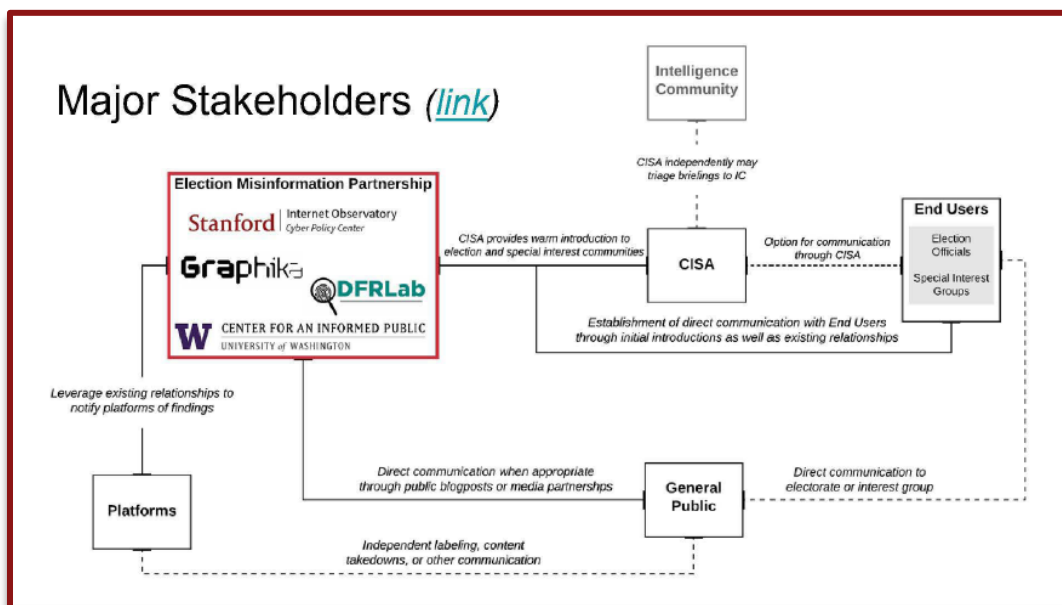 Major Stakeholders (link)
Intelligence
Community
CISA independently may
triage briefings to IC
Election Misinformation Partnership
Stanford Internet Observatory
Cyber Policy Center
Graphika
DFRLab
W CENTER FOR AN INFORMED PUBLIC
UNIVERSITY of WASHINGTON
CISA provides warm introduction to
election and special interest communities
CISA
Option for communication
through CISA
End Users
Election
Officials
Special Interest
Groups
Establishment of direct communication with End Users
through initial introductions as well as existing relationships
Leverage existing relationships to
notify platforms of findings
Platforms
Direct communication when appropriate
through public blogposts or media partnerships
General
Public
Direct communication to
electorate or interest group
Independent labeling, content
takedowns, or other communication